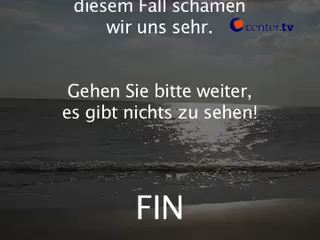 diesem Fall schämen
wir uns sehr.
center.tv
Gehen Sie bitte weiter,
es gibt nichts zu sehen!
FIN